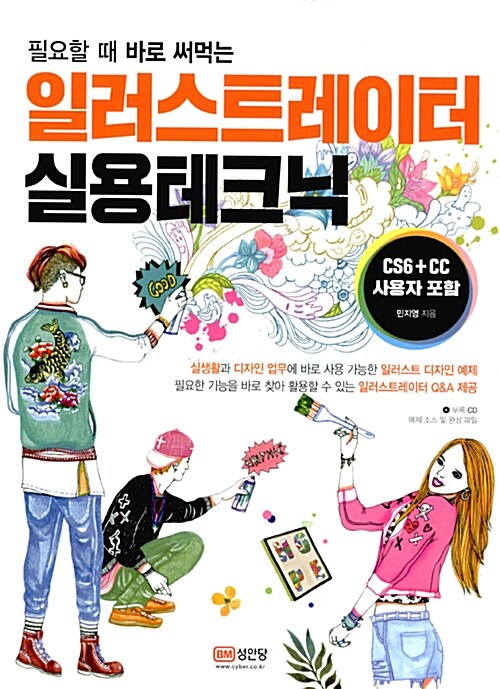 필요할 때 바로 써먹는
일러스트레이터
실용테크닉
CS6 + CC
사용자 포함
민지영 지음
GOOD
실생활과 디자인 업무에 바로 사용 가능한 일러스트 디자인 예제
필요한 기능을 바로 찾아 활용할 수 있는 일러스트레이터 Q&A 제공
부록 CD
예제 소스 및 완성 파일
GRAPHIC
BM 성안당
www.cyber.co.kr